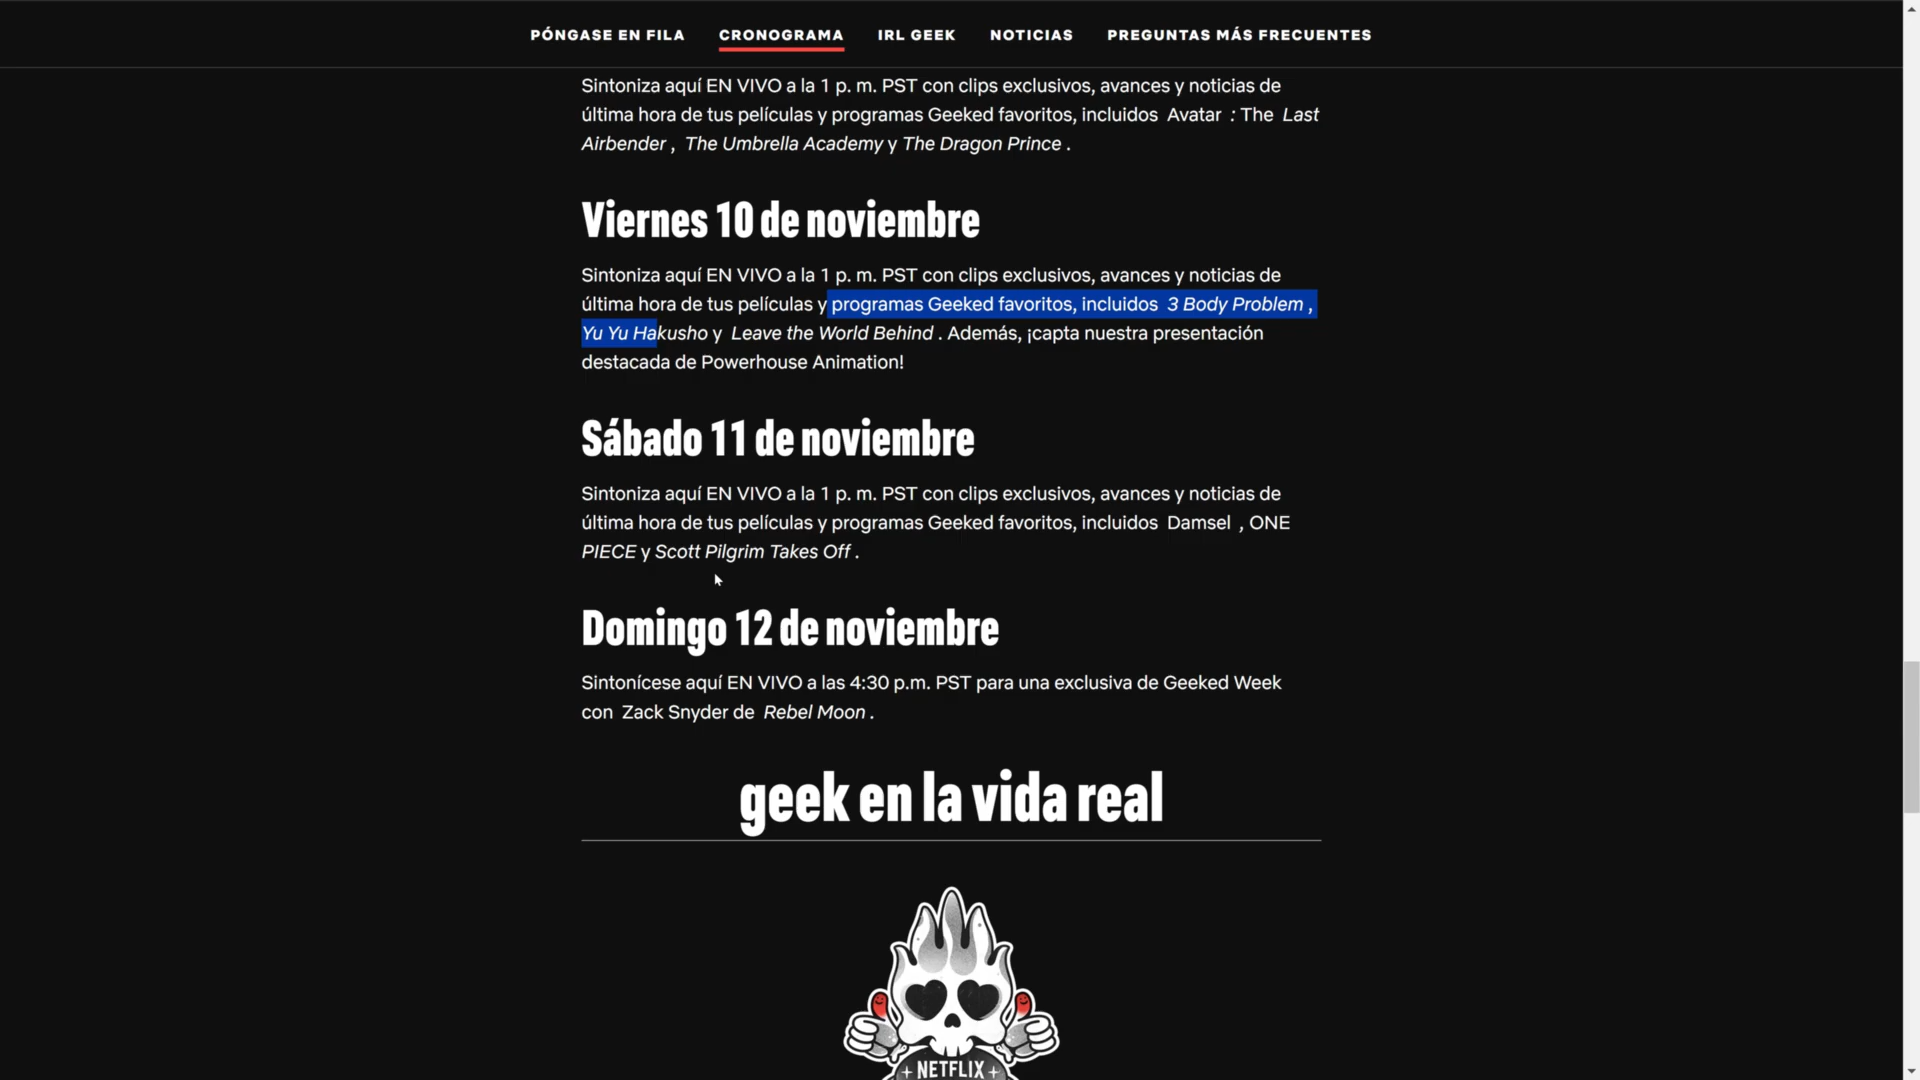 PÓNGASE EN FILA CRONOGRAMA IRL GEEK NOTICIAS PREGUNTAS MÁS FRECUENTES
Sintoniza aquí EN VIVO a la 1 p. m. PST con clips exclusivos, avances y noticias de
última hora de tus películas y programas Geeked favoritos, incluidos Avatar : The Last
Airbender , The Umbrella Academy y The Dragon Prince .
Viernes 10 de noviembre
Sintoniza aquí EN VIVO a la 1 p. m. PST con clips exclusivos, avances y noticias de
última hora de tus películas y programas Geeked favoritos, incluidos 3 Body Problem ,
Yu Yu Hakusho y Leave the World Behind . Además, ¡capta nuestra presentación
destacada de Powerhouse Animation!
Sábado 11 de noviembre
Sintoniza aquí EN VIVO a la 1 p. m. PST con clips exclusivos, avances y noticias de
última hora de tus películas y programas Geeked favoritos, incluidos Damsel , ONE
PIECE y Scott Pilgrim Takes Off .
Domingo 12 de noviembre
Sintonícese aquí EN VIVO a las 4:30 p.m. PST para una exclusiva de Geeked Week
con Zack Snyder de Rebel Moon .
geek en la vida real
NETFLIX